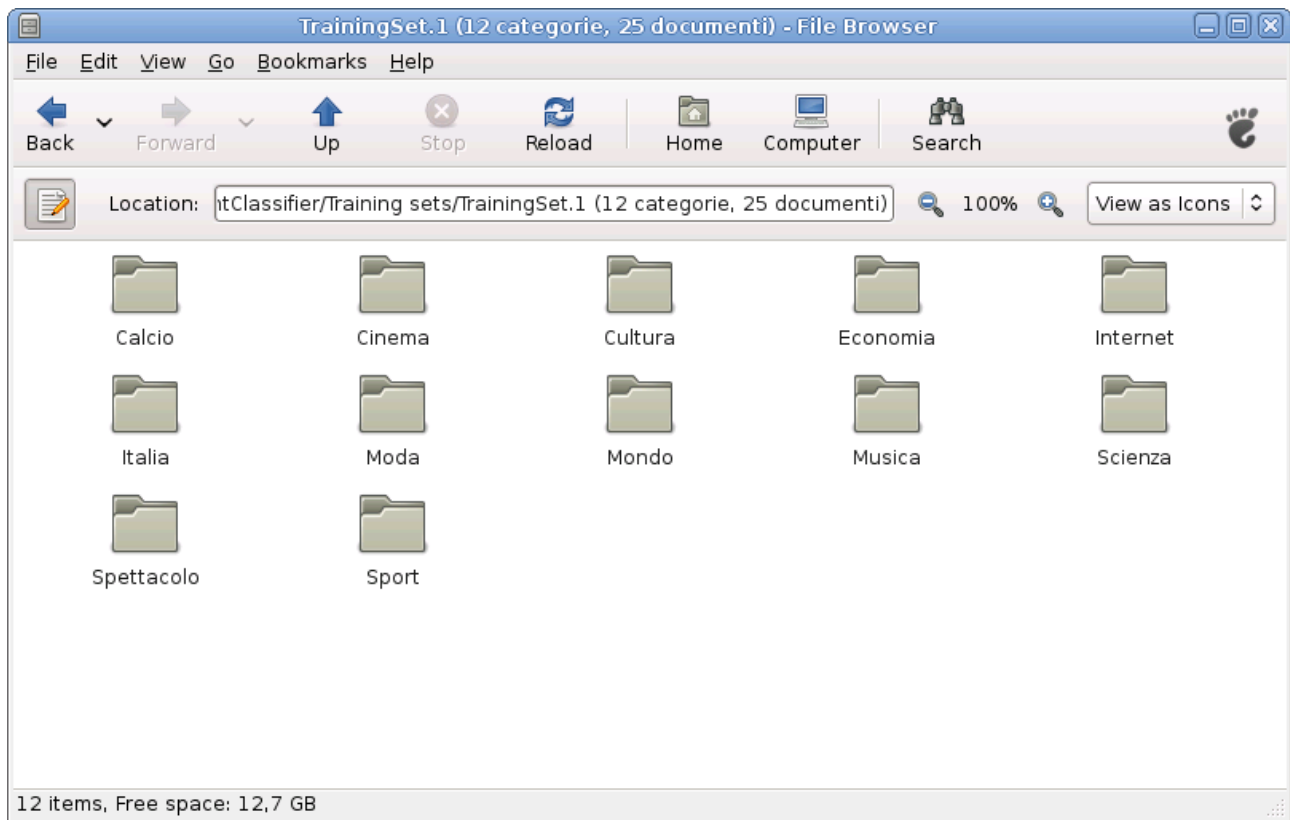 TrainingSet.1 (12 categorie, 25 documenti) - File Browser
File Edit View Go Bookmarks Help
Back Forward Up Stop Reload Home Computer Search
Location: ntClassifier/Training sets/TrainingSet.1 (12 categorie, 25 documenti) 100% View as Icons
Calcio Cinema Cultura Economia Internet
Italia Moda Mondo Musica Scienza
Spettacolo Sport
12 items, Free space: 12,7 GB